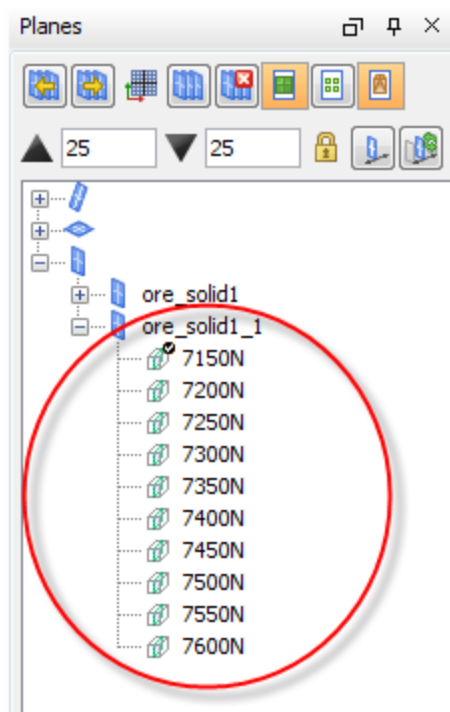 Planes
25 25
ore_solid1
ore_solid1_1
7150N
7200N
7250N
7300N
7350N
7400N
7450N
7500N
7550N
7600N